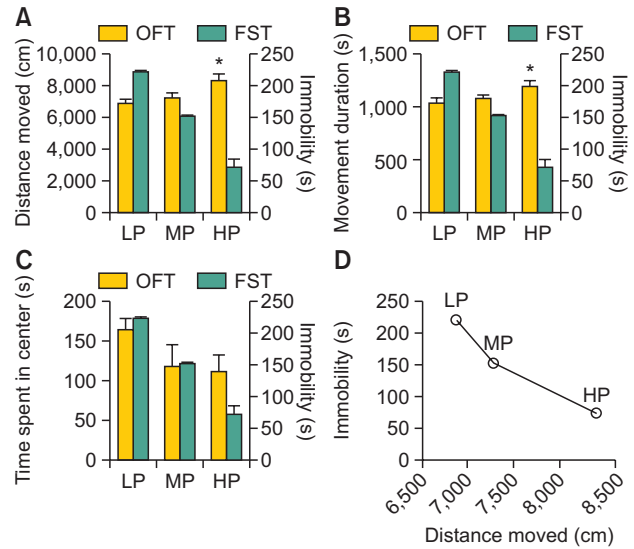 A
OFT FST
Distance moved (cm)
10,000
8,000
6,000
4,000
2,000
0
*
250
200
150
100
50
0
Immobility (s)
LP MP HP
B
OFT FST
Movement duration (s)
1,500
1,000
500
0
*
250
200
150
100
50
0
Immobility (s)
LP MP HP
C
OFT FST
Time spent in center (s)
200
150
100
50
0
250
200
150
100
50
0
Immobility (s)
LP MP HP
D
Immobility (s)
250
200
150
100
50
0
LP
MP
HP
6,500 7,000 7,500 8,000 8,500
Distance moved (cm)